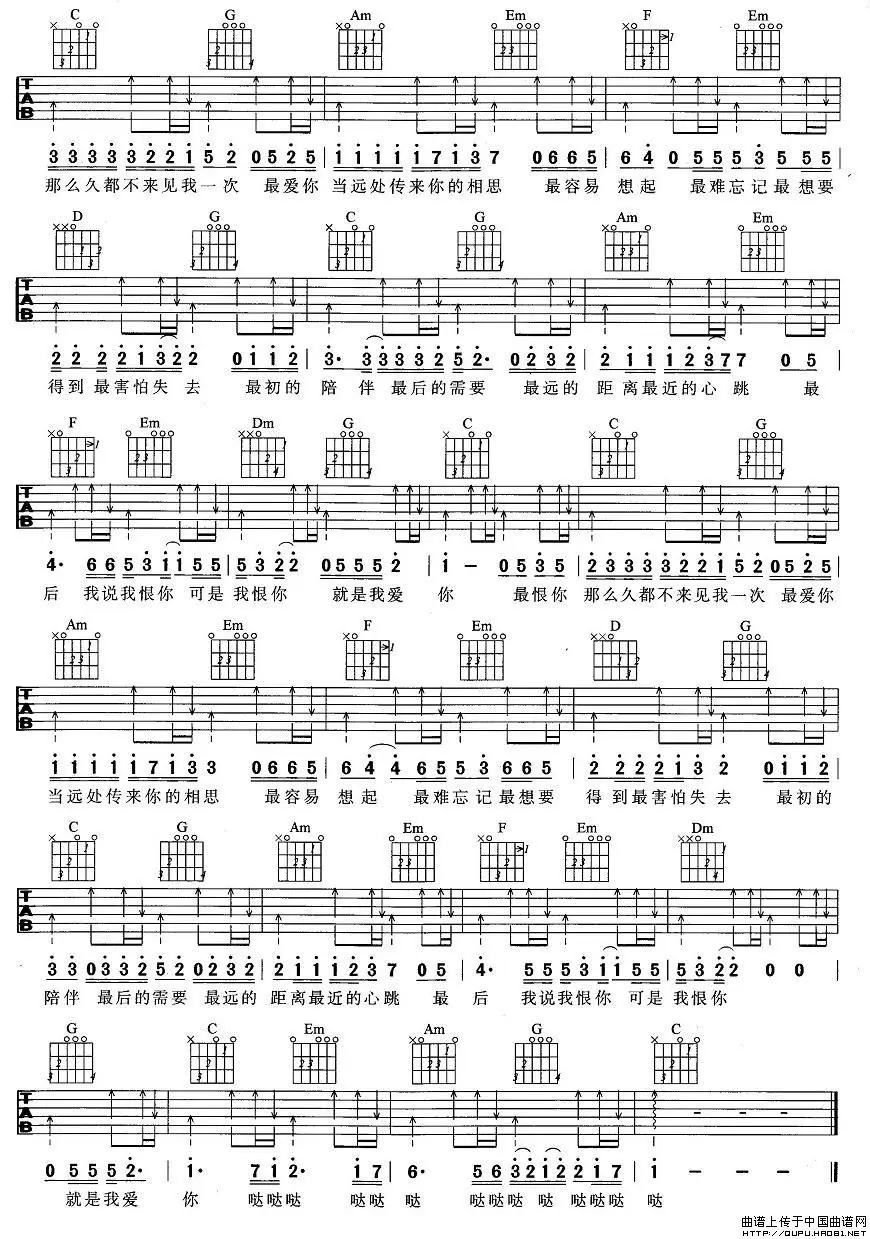 C G Am Em F Em
TAB
3 3 3 3 3 2 2 1 5 2 0 5 2 5 | 1 1 1 1 1 7 1 3 7 0 6 6 5 | 6 4 0 5 5 5 3 5 5 5 |
那么久都不来见我一次 最爱你 当远处传来你的相思 最容易 想起 最难忘记最想要
D G C G Am Em
TAB
2 2 2 2 1 3 2 2 0 1 1 2 | 3· 3 3 3 3 2 5 2· 0 2 3 2 | 2 1 1 1 1 2 3 7 7 0 5 |
得到 最害怕失去 最初的 陪伴 最后的需要 最远的 距离最近的心跳 最
F Em Dm G C C G
TAB
4· 6 6 5 3 1 1 1 5 5 | 5 3 2 2 0 5 5 5 2 | 1 – 0 5 3 5 | 2 3 3 3 3 2 2 1 5 2 0 5 2 5 |
后 我说我恨你 可是我恨你 就是我爱 你 最恨你 那么久都不来见我一次 最爱你
Am Em F Em D G
TAB
1 1 1 1 1 7 1 3 3 0 6 6 5 | 6 4 4 6 5 5 3 6 6 5 | 2 2 2 2 1 3 2 0 1 1 2 |
当远处传来你的相思 最容易 想起 最难忘记最想要 得到最害怕失去 最初的
C G Am Em F Em Dm
TAB
3 3 0 3 3 2 5 2 0 2 3 2 | 2 1 1 1 2 3 7 0 5 | 4· 5 5 5 3 1 1 5 5 | 5 3 2 2 0 0 |
陪伴 最后的需要 最远的 距离最近的心跳 最 后 我说我恨你 可是我恨你
G C Em Am G C
TAB
0 5 5 5 2· | 1· 7 1 2· 1 7 | 6· 5 6 3 2 1 2 2 1 7 | 1 – – –
就是我爱 你 哒哒哒 哒哒 哒 哒哒哒 哒 哒哒哒 哒
曲谱上传于中国曲谱网
HTTP://QUPU.HAO81.NET